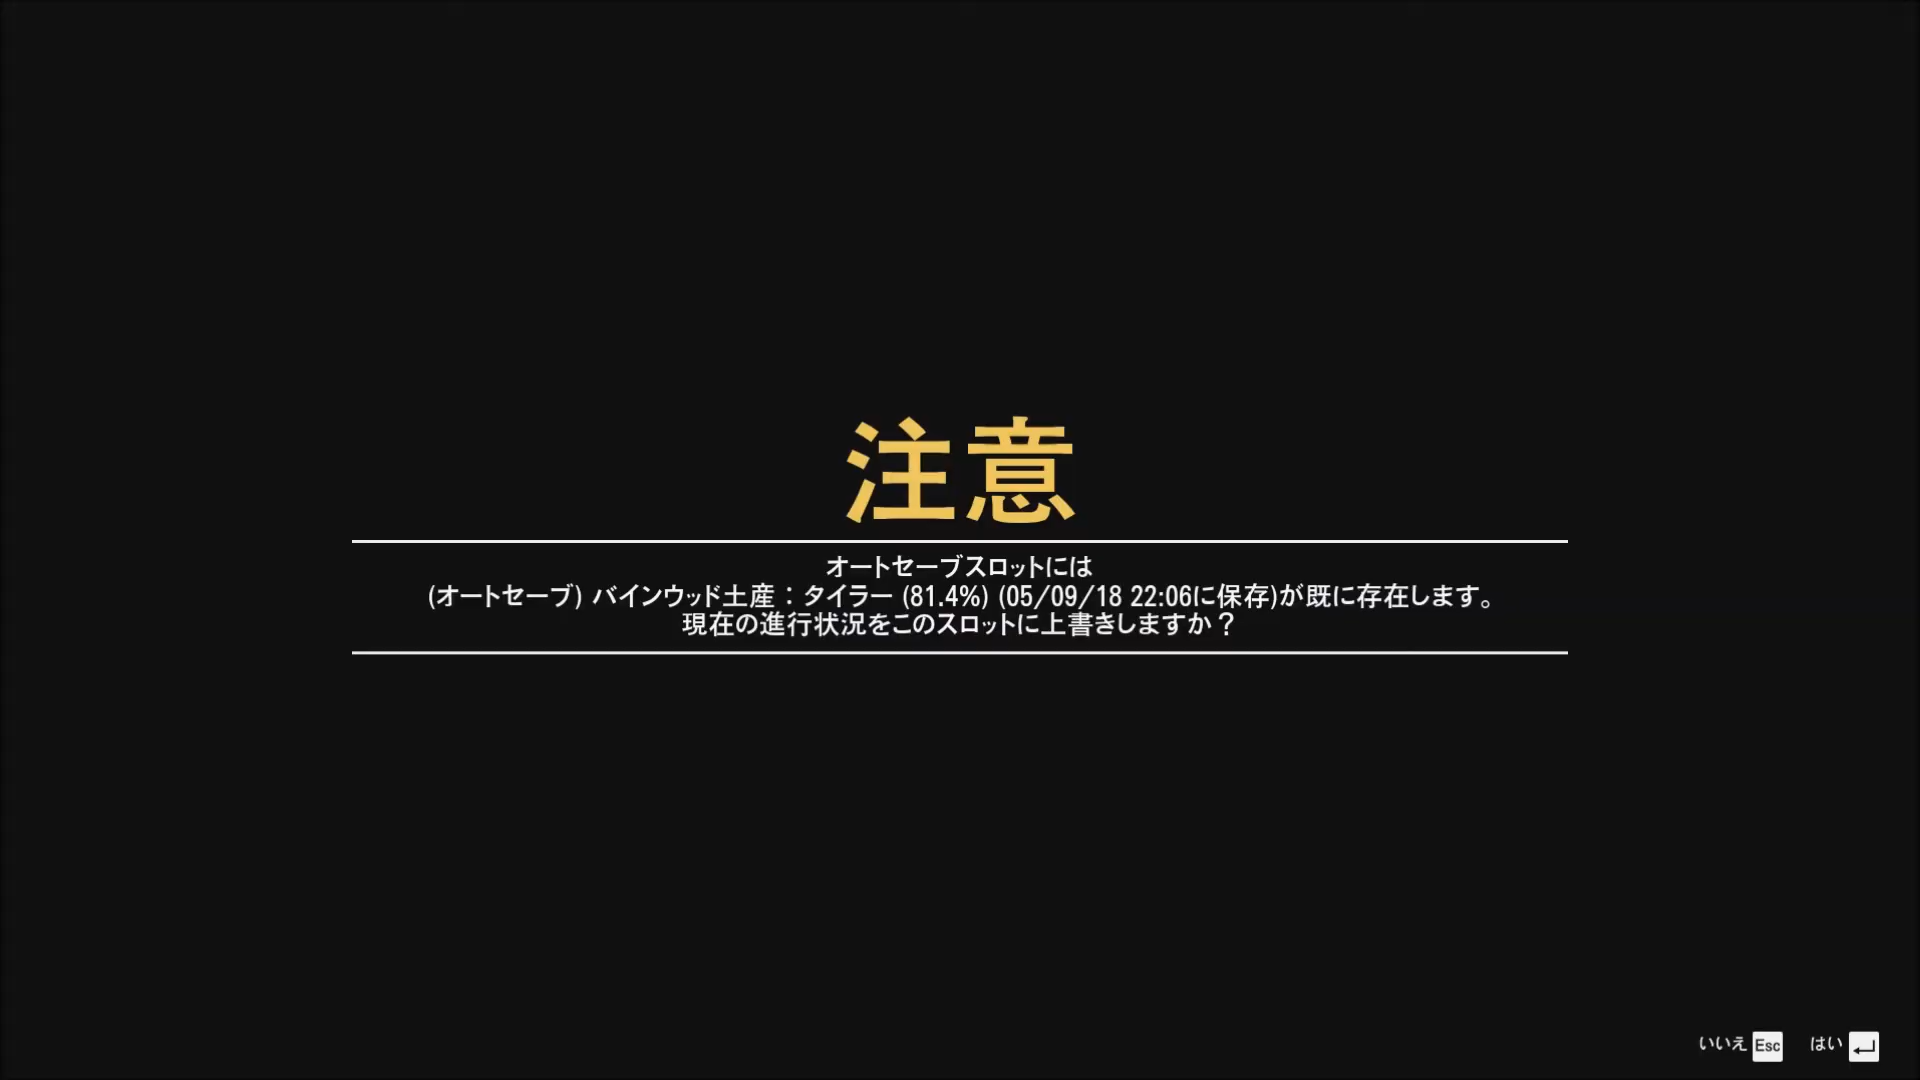 注意
オートセーブスロットには
(オートセーブ) バインウッド土産：タイラー (81.4%) (05/09/18 22:06に保存)が既に存在します。
現在の進行状況をこのスロットに上書きしますか？
いいえ Esc はい